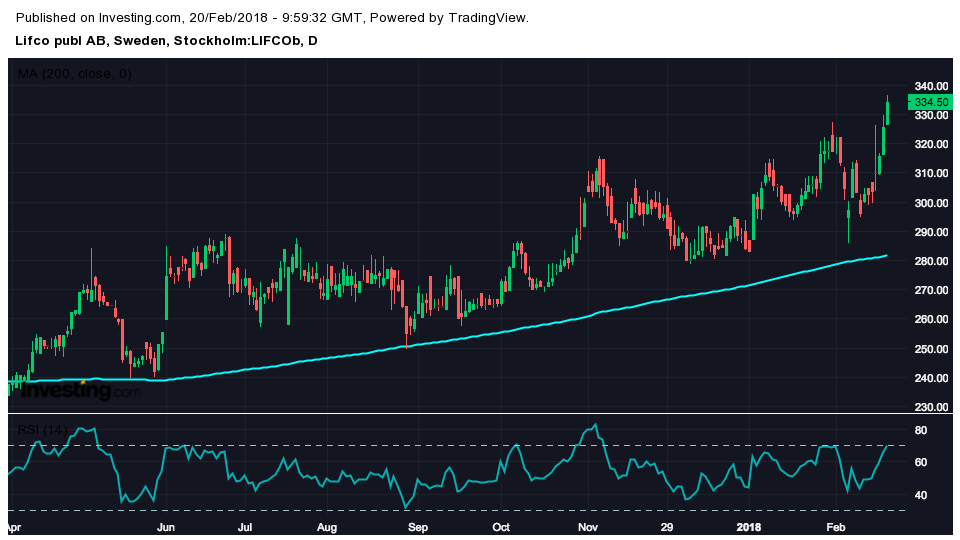 Published on Investing.com, 20/Feb/2018 - 9:59:32 GMT, Powered by TradingView.
Lifco publ AB, Sweden, Stockholm:LIFCOb, D
MA (200, close, 0)
340.00
334.50
330.00
320.00
310.00
300.00
290.00
280.00
270.00
260.00
250.00
240.00
230.00
Investing.com
RSI (14)
80
60
40
Apr
Jun
Jul
Aug
Sep
Oct
Nov
29
2018
Feb